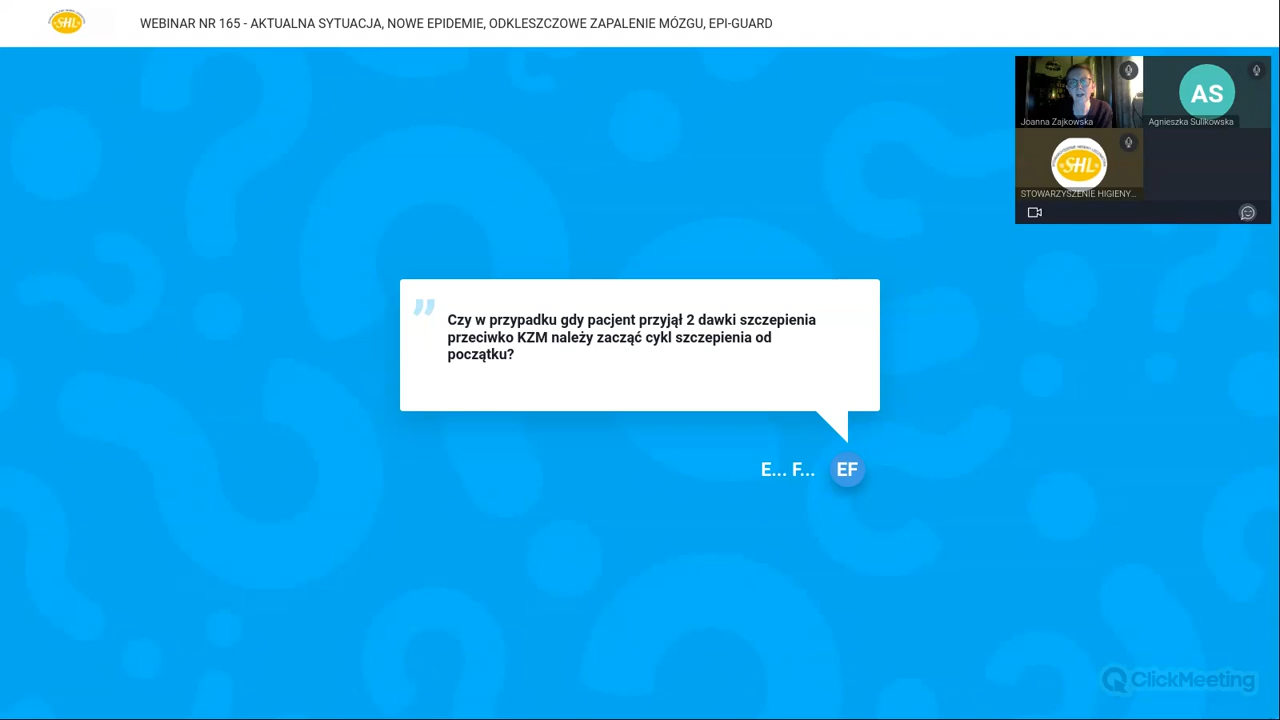 SHL
WEBINAR NR 165 - AKTUALNA SYTUACJA, NOWE EPIDEMIE, ODKLESZCZOWE ZAPALENIE MÓZGU, EPI-GUARD
AS
Joanna Zajkowska
Agnieszka Sulikowska
SHL
STOWARZYSZENIE HIGIENY...
Czy w przypadku gdy pacjent przyjął 2 dawki szczepienia
przeciwko KZM należy zacząć cykl szczepienia od
początku?
E... F...
EF
ClickMeeting